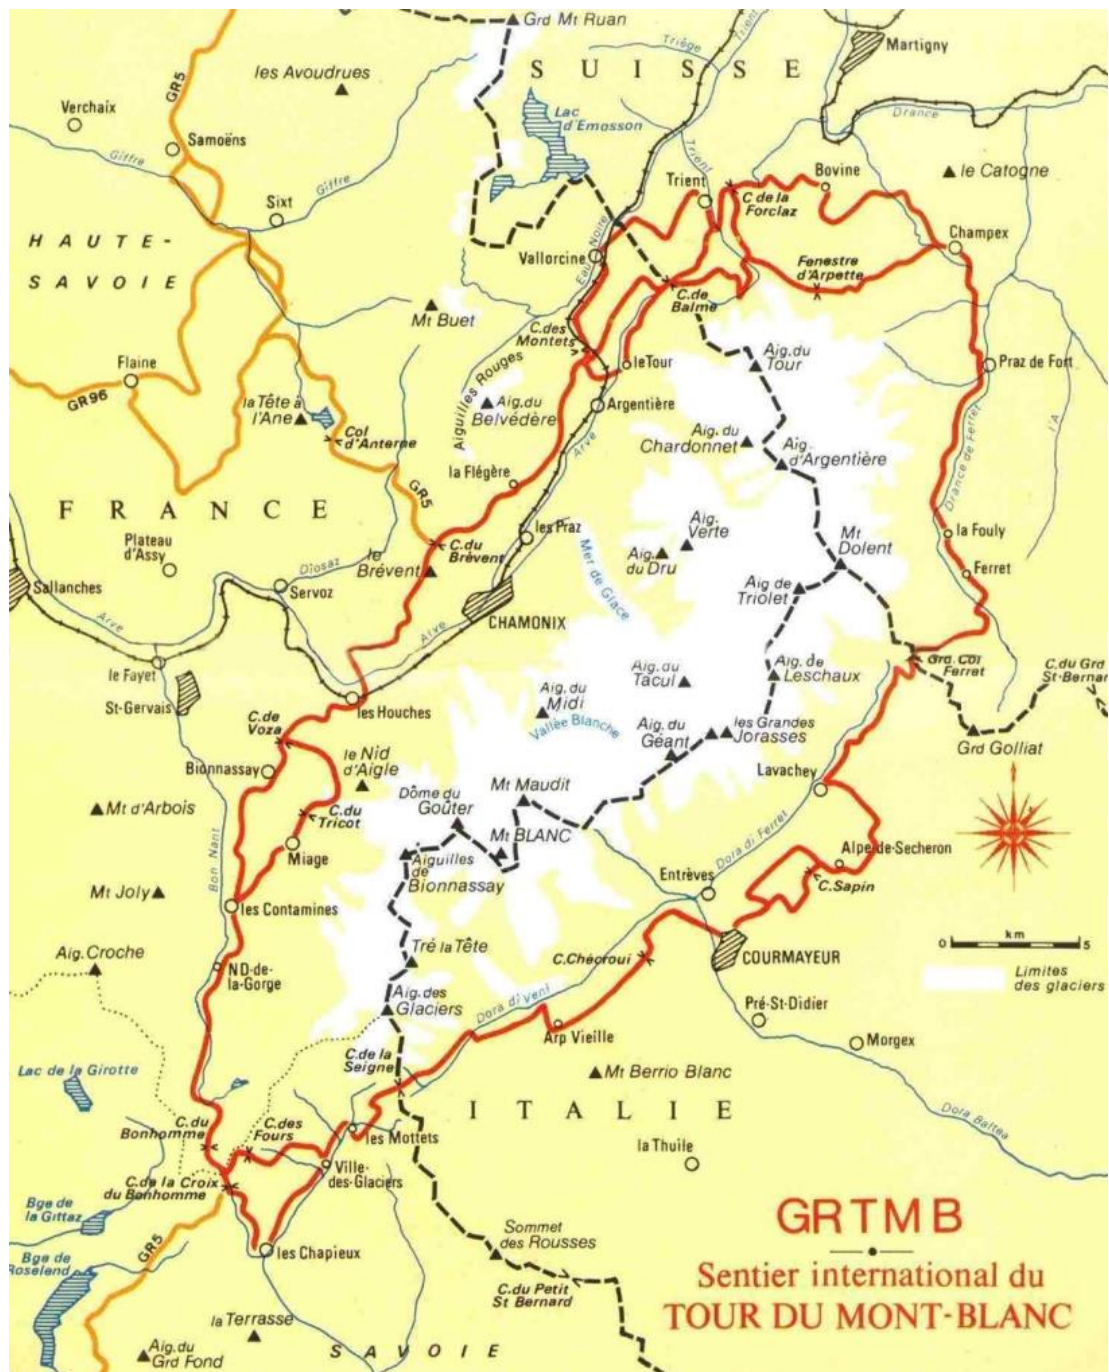 Grd Mt Ruan
Triège
Trient
Martigny
SUISSE
les Avoudrues
GR5
Verchaix
Samoëns
Giffre
Lac
d'Emosson
Drance
Trient
Bovine
le Catogne
Giffre
Sixt
Trient
C. de la
Forclaz
HAUTE-
SAVOIE
Eau Noire
Vallorcine
Champex
Fenestre
d'Arpette
C. de
Balme
Mt Buet
C. des
Montets
Aig. du
Tour
le Tour
Praz de Fort
Flaine
GR96
la Tête à
l'Ane
Aiguilles Rouges
Aig. du
Belvédère
Argentière
Col
d'Anterne
Arve
Aig. du
Chardonnet
Aig.
d'Argentière
Drance de Ferret
l'A
la Flégère
GR5
FRANCE
Plateau
d'Assy
les Praz
Aig.
Verte
Mt
Dolent
la Fouly
C. du
Brévent
le
Brévent
Mer de Glace
Aig.
du Dru
Ferret
Diosaz
Sallanches
Servoz
Aig. de
Triolet
CHAMONIX
Arve
Arve
le Fayet
Grd. Col
Ferret
C. du Grd
St-Bernard
Aig. du
Tacul
Aig. de
Leschaux
St-Gervais
les Houches
Aig. du
Midi
Vallée Blanche
C. de
Voza
Aig. du
Géant
les Grandes
Jorasses
Grd Golliat
Bionnassay
le Nid
d'Aigle
Lavachey
Mt Maudit
Dôme du
Goûter
Mt d'Arbois
C. du
Tricot
Mt BLANC
Dora di Ferret
Miage
Aiguilles
de
Bionnassay
Alpe-de-Secheron
Bon Nant
Entrèves
C. Sapin
Mt Joly
les Contamines
km
0 5
Aig. Croche
Tré la Tête
C. Chécroui
COURMAYEUR
ND-de-
la-Gorge
Limites
des glaciers
Aig. des
Glaciers
Dora di Veni
Pré-St-Didier
Arp Vieille
Morgex
C. de la
Seigne
Lac de la Girotte
Mt Berrio Blanc
ITALIE
Dora Baltea
C. du
Bonhomme
C. des
Fours
les Mottets
la Thuile
Ville-
des-Glaciers
C. de la Croix
du Bonhomme
Bge de
la Gittaz
GR5
GRTMB
Sommet
des Rousses
les Chapieux
Bge de
Roselend
Sentier international du
TOUR DU MONT-BLANC
C. du Petit
St Bernard
la Terrasse
Aig. du
Grd Fond
SAVOIE